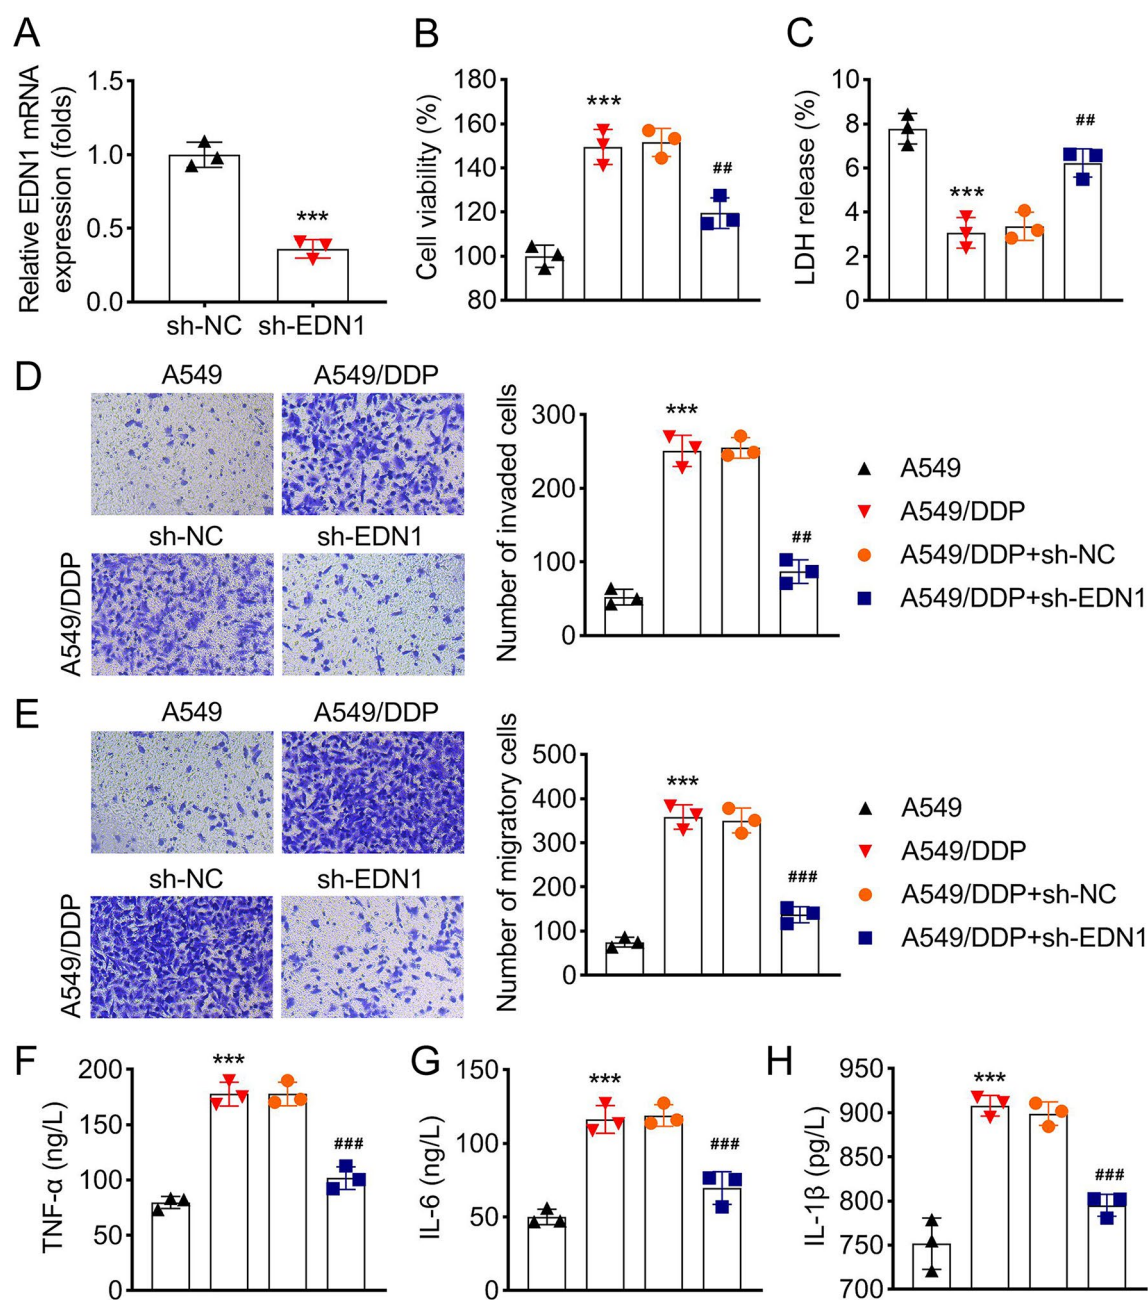 A
Relative EDN1 mRNA
expression (folds)
1.5
1.0
0.5
0.0
***
sh-NC
sh-EDN1
B
Cell viability (%)
180
160
140
120
100
80
***
##
C
LDH release (%)
10
8
6
4
2
0
***
##
D
A549
A549/DDP
sh-NC
sh-EDN1
A549/DDP
Number of invaded cells
300
200
100
0
***
##
A549
A549/DDP
A549/DDP+sh-NC
A549/DDP+sh-EDN1
E
A549
A549/DDP
sh-NC
sh-EDN1
A549/DDP
Number of migratory cells
500
400
300
200
100
0
***
###
A549
A549/DDP
A549/DDP+sh-NC
A549/DDP+sh-EDN1
F
TNF-α (ng/L)
200
150
100
50
0
***
###
G
IL-6 (ng/L)
150
100
50
0
***
###
H
IL-1β (pg/L)
950
900
850
800
750
700
***
###